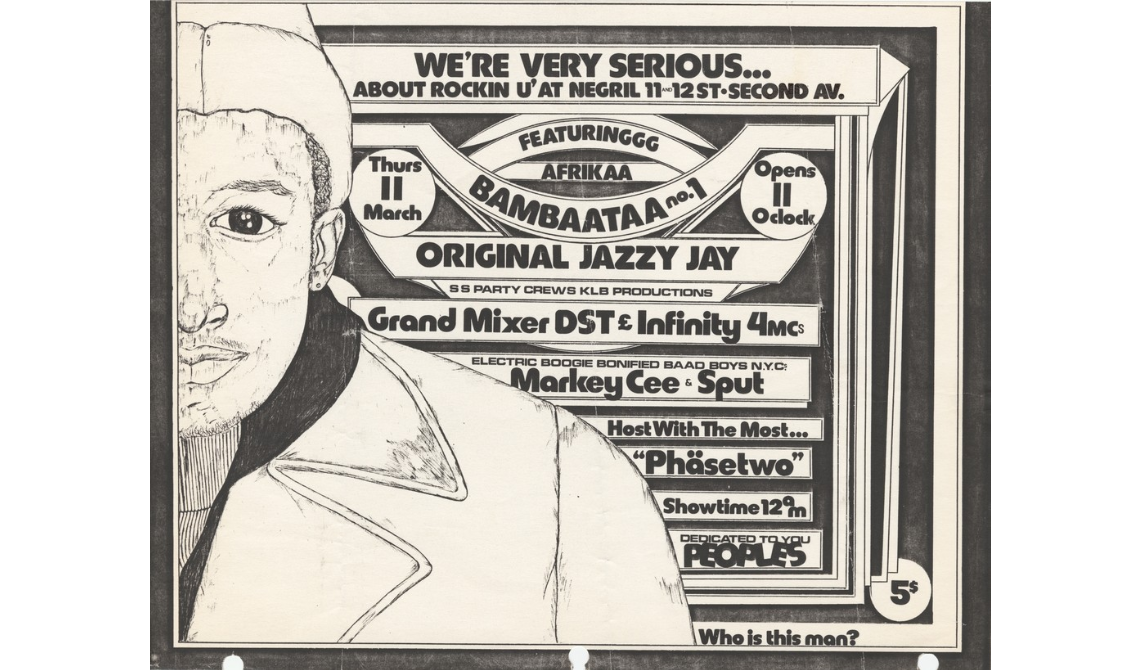 WE'RE VERY SERIOUS...
ABOUT ROCKIN U' AT NEGRIL 11 AND 12 ST·SECOND AV.
FEATURINGGG
AFRIKAA
BAMBAATAA no.1
Thurs
11
March
Opens
11
Oclock
ORIGINAL JAZZY JAY
S S PARTY CREWS KLB PRODUCTIONS
Grand Mixer DST & Infinity 4MCs
ELECTRIC BOOGIE BONIFIED BAAD BOYS N.Y.C:
Markey Cee & Sput
Host With The Most...
"Phäsetwo"
Showtime 12am
DEDICATED TO YOU
PEOPLES
5$
Who is this man?